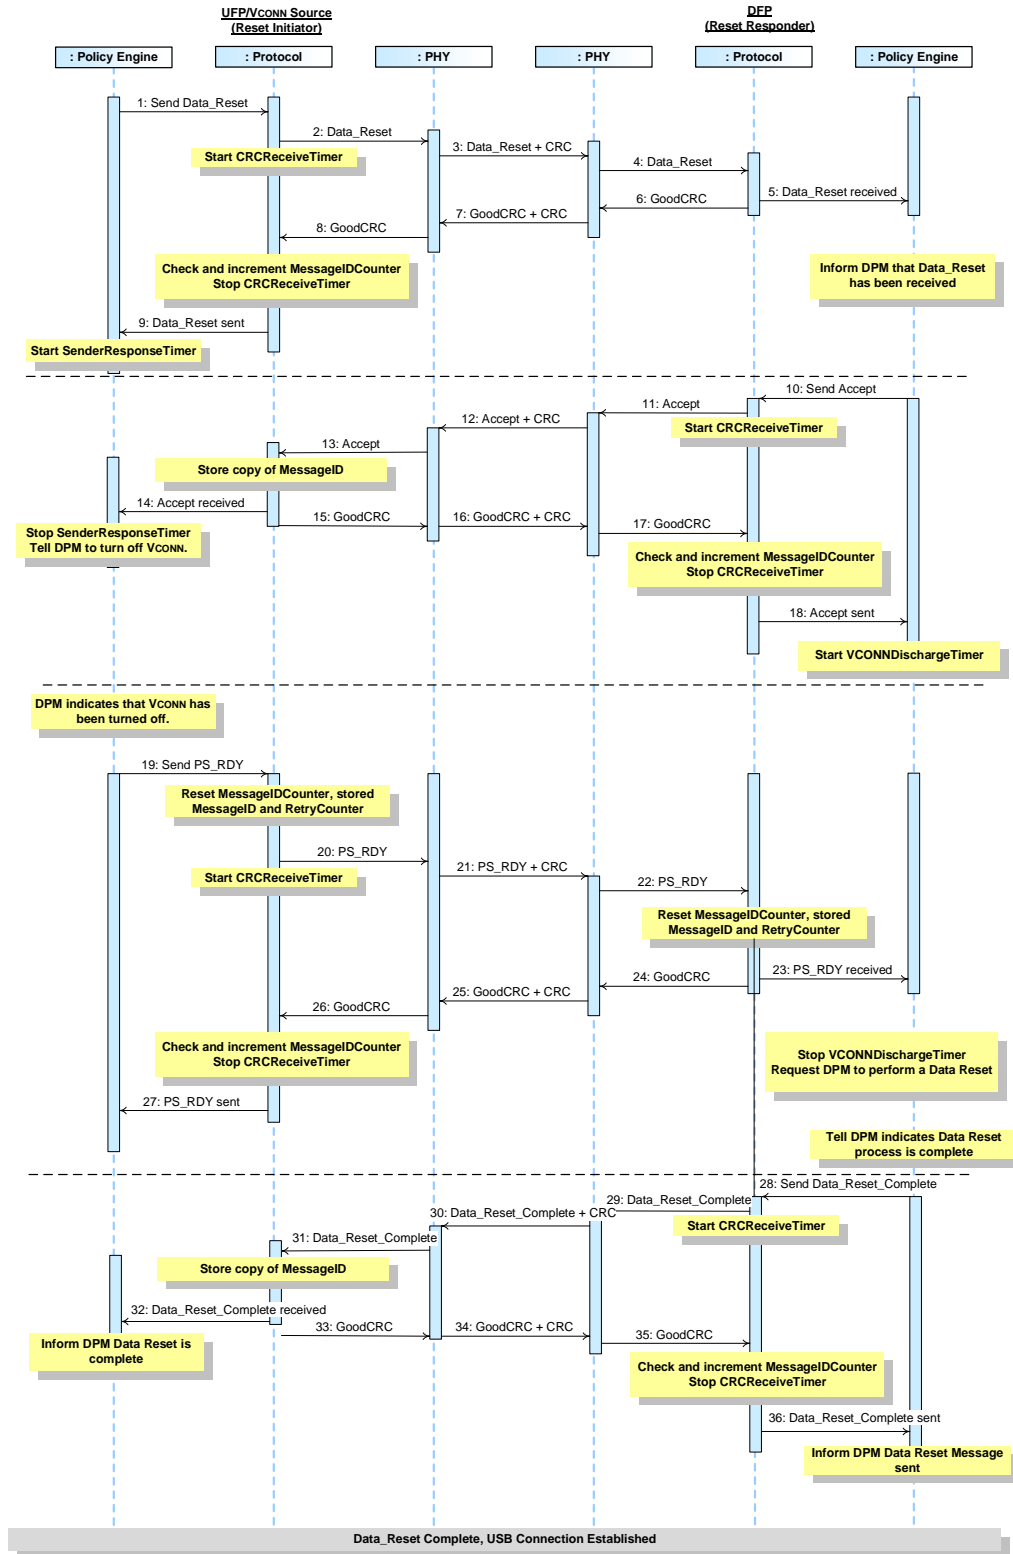 UFP/VCONN Source
(Reset Initiator)
DFP
(Reset Responder)
: Policy Engine
: Protocol
: PHY
: PHY
: Protocol
: Policy Engine
1: Send Data_Reset
2: Data_Reset
Start CRCReceiveTimer
3: Data_Reset + CRC
4: Data_Reset
5: Data_Reset received
6: GoodCRC
7: GoodCRC + CRC
8: GoodCRC
Check and increment MessageIDCounter
Stop CRCReceiveTimer
Inform DPM that Data_Reset
has been received
9: Data_Reset sent
Start SenderResponseTimer
10: Send Accept
11: Accept
Start CRCReceiveTimer
12: Accept + CRC
13: Accept
Store copy of MessageID
14: Accept received
15: GoodCRC
16: GoodCRC + CRC
17: GoodCRC
Stop SenderResponseTimer
Tell DPM to turn off VCONN.
Check and increment MessageIDCounter
Stop CRCReceiveTimer
18: Accept sent
Start VCONNDischargeTimer
DPM indicates that VCONN has
been turned off.
19: Send PS_RDY
Reset MessageIDCounter, stored
MessageID and RetryCounter
20: PS_RDY
Start CRCReceiveTimer
21: PS_RDY + CRC
22: PS_RDY
Reset MessageIDCounter, stored
MessageID and RetryCounter
23: PS_RDY received
24: GoodCRC
25: GoodCRC + CRC
26: GoodCRC
Check and increment MessageIDCounter
Stop CRCReceiveTimer
Stop VCONNDischargeTimer
Request DPM to perform a Data Reset
27: PS_RDY sent
Tell DPM indicates Data Reset
process is complete
28: Send Data_Reset_Complete
29: Data_Reset_Complete
30: Data_Reset_Complete + CRC
Start CRCReceiveTimer
31: Data_Reset_Complete
Store copy of MessageID
32: Data_Reset_Complete received
33: GoodCRC
34: GoodCRC + CRC
35: GoodCRC
Inform DPM Data Reset is
complete
Check and increment MessageIDCounter
Stop CRCReceiveTimer
36: Data_Reset_Complete sent
Inform DPM Data Reset Message
sent
Data_Reset Complete, USB Connection Established